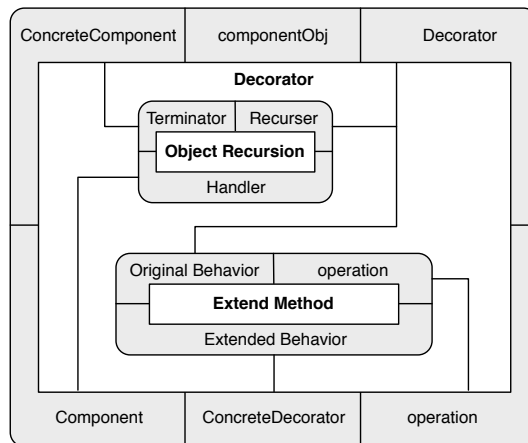 ConcreteComponent componentObj Decorator
Decorator
Terminator Recurser
Object Recursion
Handler
Original Behavior operation
Extend Method
Extended Behavior
Component ConcreteDecorator operation